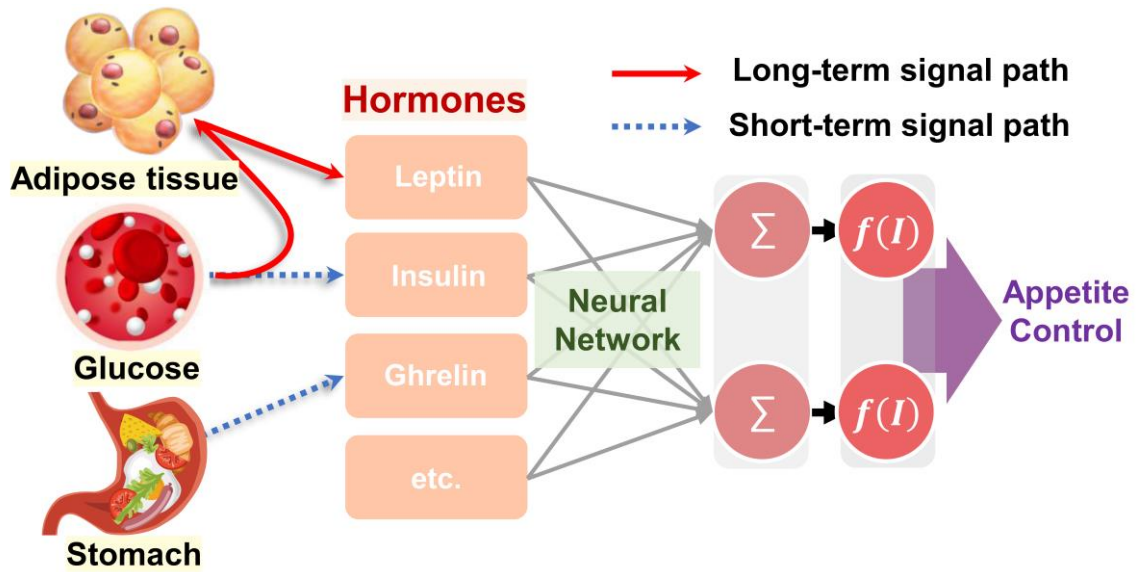 Long-term signal path
Hormones
Short-term signal path
Adipose tissue
Leptin
Insulin
Neural
Network
Σ
f(I)
Appetite
Control
Glucose
Ghrelin
Σ
f(I)
etc.
Stomach